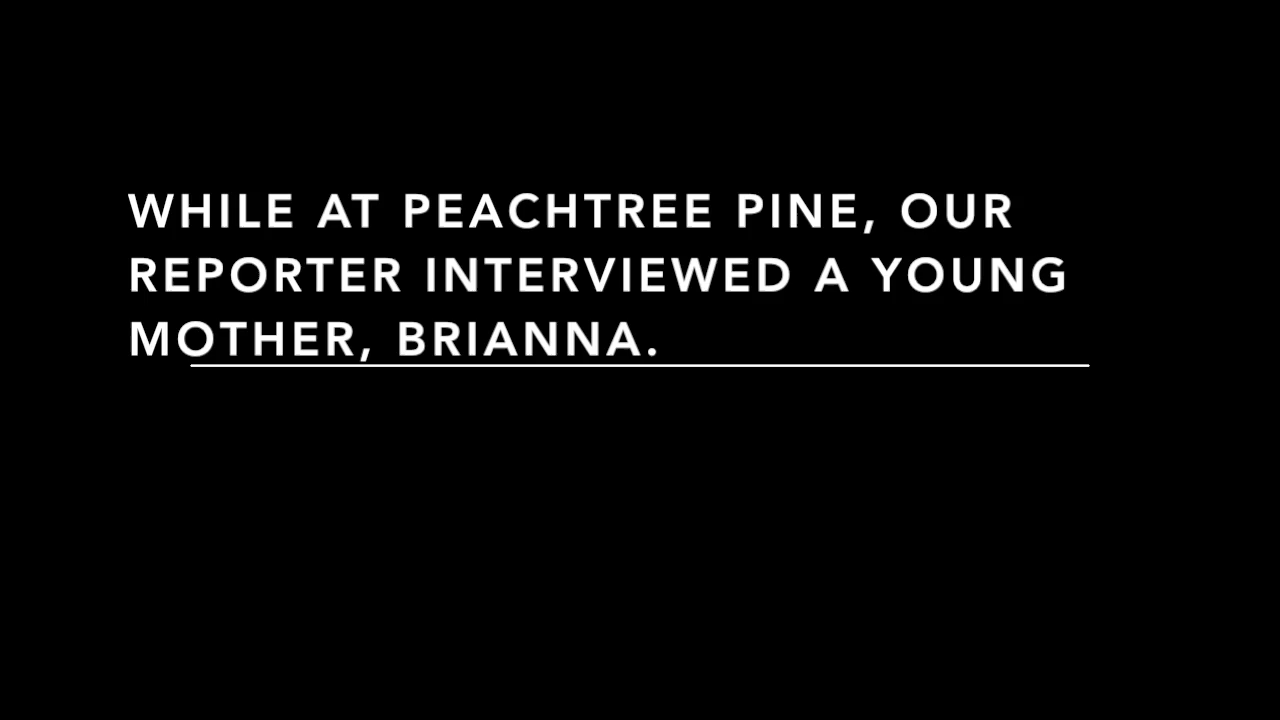 WHILE AT PEACHTREE PINE, OUR
REPORTER INTERVIEWED A YOUNG
MOTHER, BRIANNA.